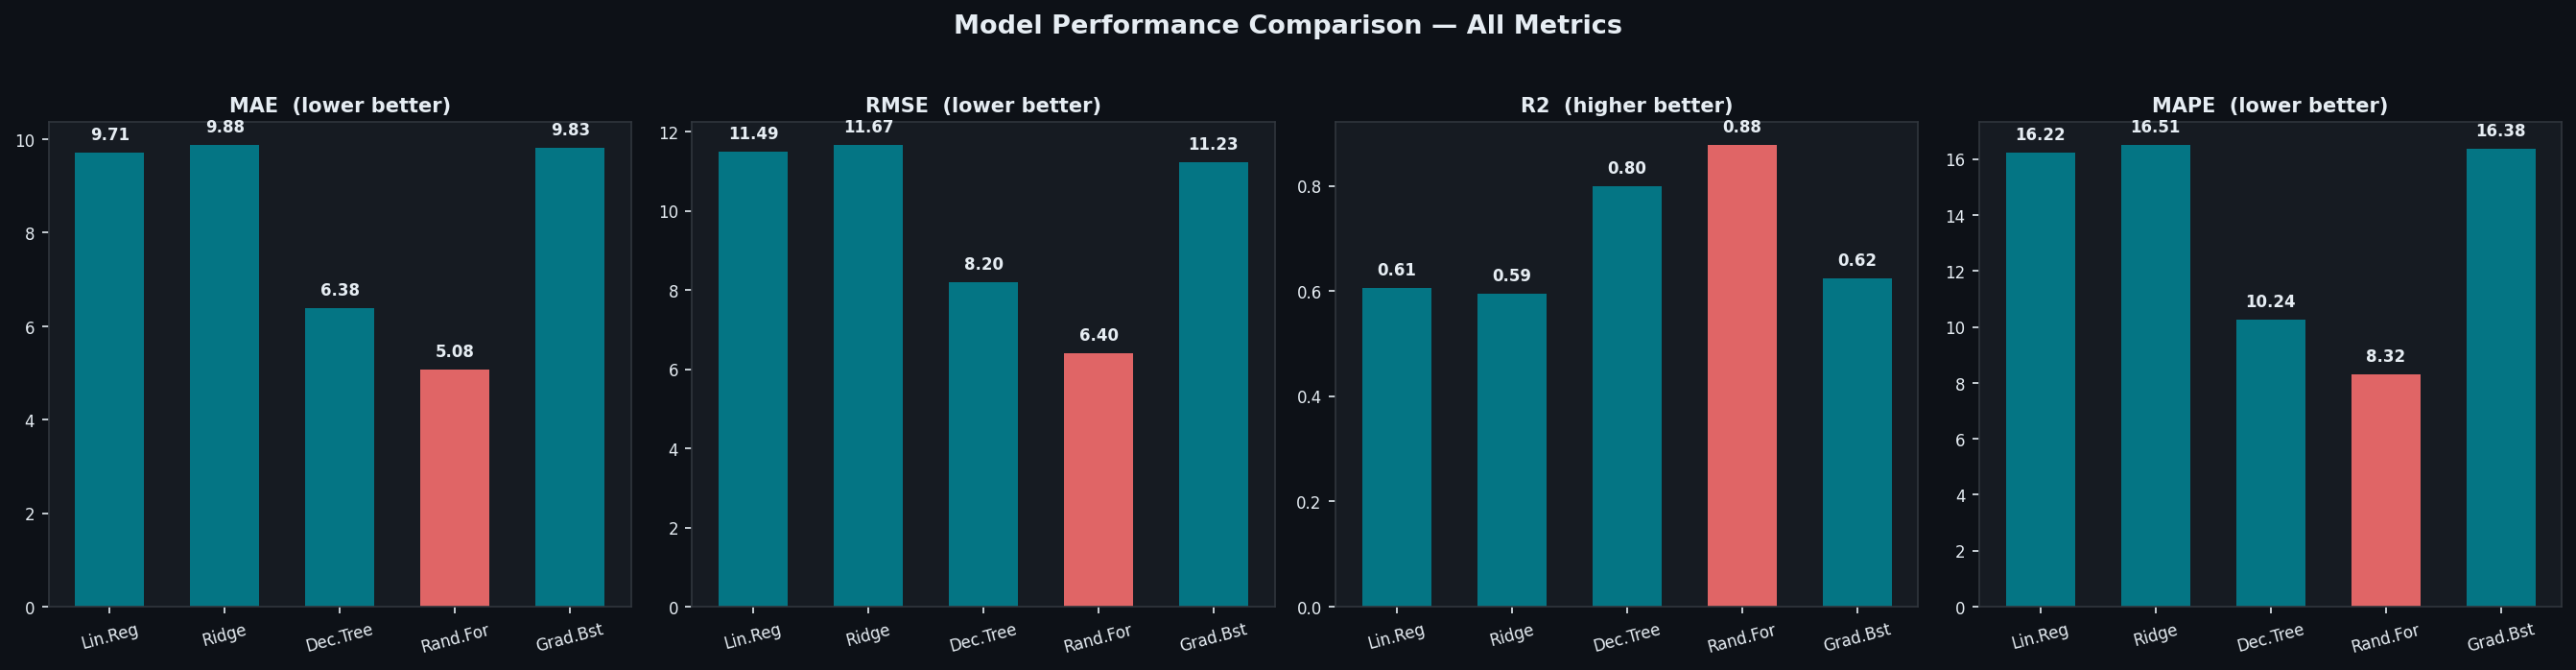 Model Performance Comparison — All Metrics
MAE (lower better)
9.71
9.88
6.38
5.08
9.83
10
8
6
4
2
0
Lin.Reg
Ridge
Dec.Tree
Rand.For
Grad.Bst
RMSE (lower better)
11.49
11.67
8.20
6.40
11.23
12
10
8
6
4
2
0
Lin.Reg
Ridge
Dec.Tree
Rand.For
Grad.Bst
R2 (higher better)
0.61
0.59
0.80
0.88
0.62
0.8
0.6
0.4
0.2
0.0
Lin.Reg
Ridge
Dec.Tree
Rand.For
Grad.Bst
MAPE (lower better)
16.22
16.51
10.24
8.32
16.38
16
14
12
10
8
6
4
2
0
Lin.Reg
Ridge
Dec.Tree
Rand.For
Grad.Bst